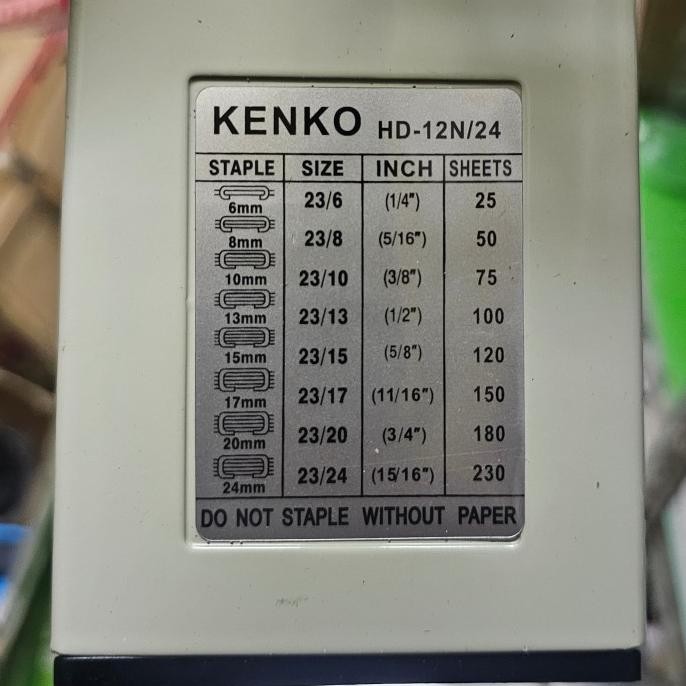 KENKO HD-12N/24
STAPLE SIZE INCH SHEETS
6mm 23/6 (1/4") 25
8mm 23/8 (5/16") 50
10mm 23/10 (3/8") 75
13mm 23/13 (1/2") 100
15mm 23/15 (5/8") 120
17mm 23/17 (11/16") 150
20mm 23/20 (3/4") 180
24mm 23/24 (15/16") 230
DO NOT STAPLE WITHOUT PAPER